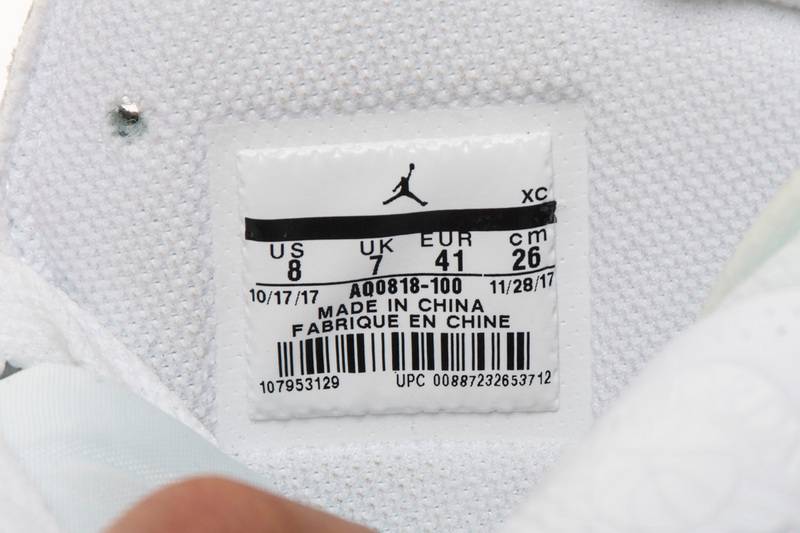 XC
US UK EUR cm
8 7 41 26
10/17/17 AQ0818-100 11/28/17
MADE IN CHINA
FABRIQUE EN CHINE
107953129 UPC 00887232653712